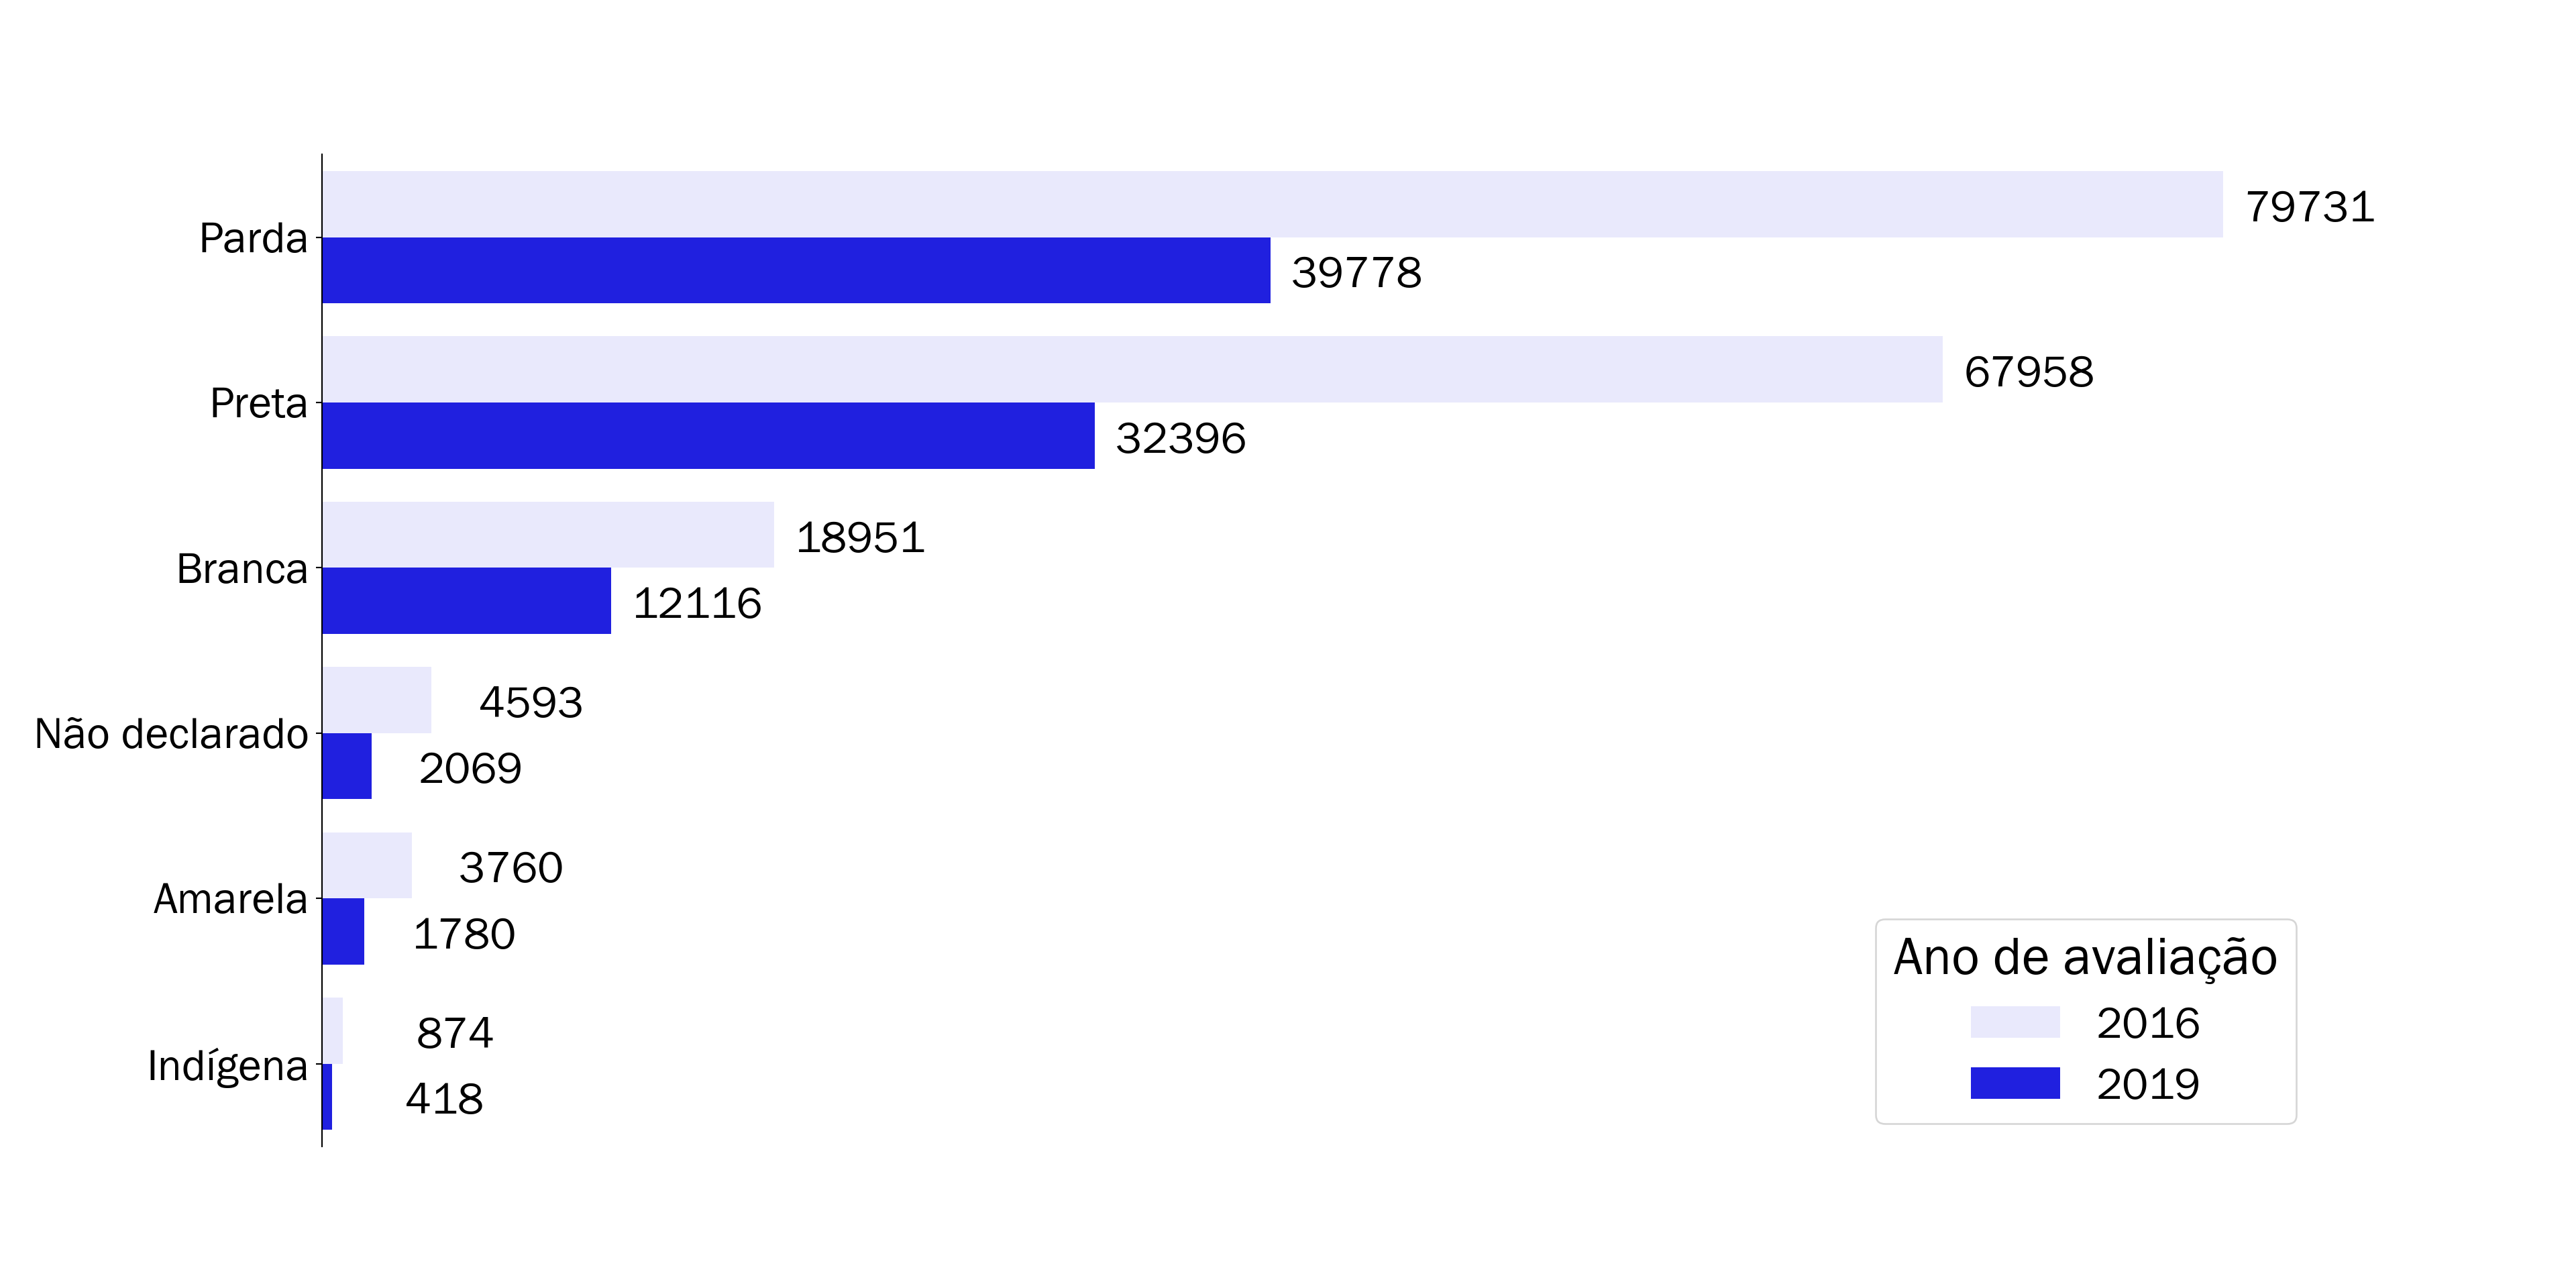 79731
Parda
39778
67958
Preta
32396
18951
Branca
12116
4593
Não declarado
2069
3760
Amarela
1780
874
Indígena
418
Ano de avaliação
2016
2019